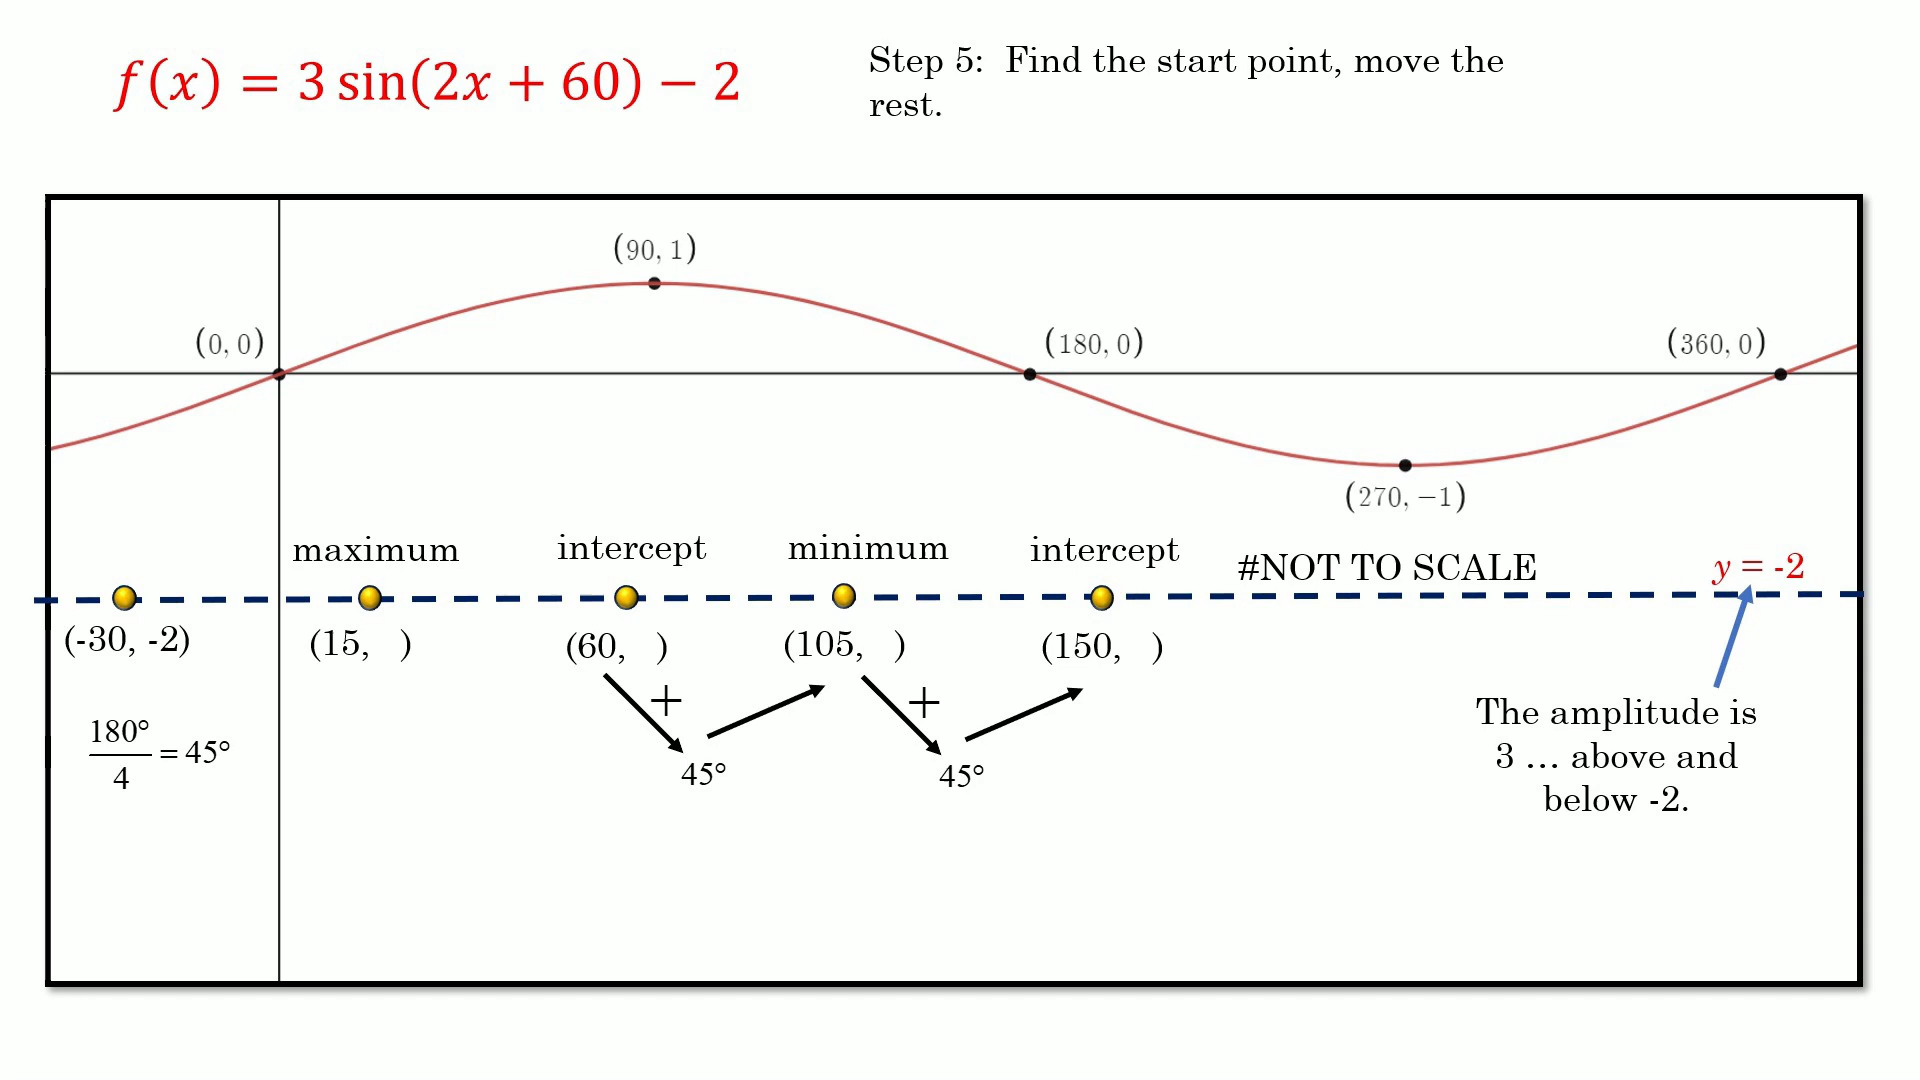 f(x) = 3 sin(2x + 60) − 2
Step 5: Find the start point, move the
rest.
(90, 1)
(0, 0)
(180, 0)
(360, 0)
(270, −1)
maximum
intercept
minimum
intercept
#NOT TO SCALE
y = -2
(-30, -2)
(15, )
(60, )
(105, )
(150, )
+
+
180°/4 = 45°
45°
45°
The amplitude is
3 ... above and
below -2.